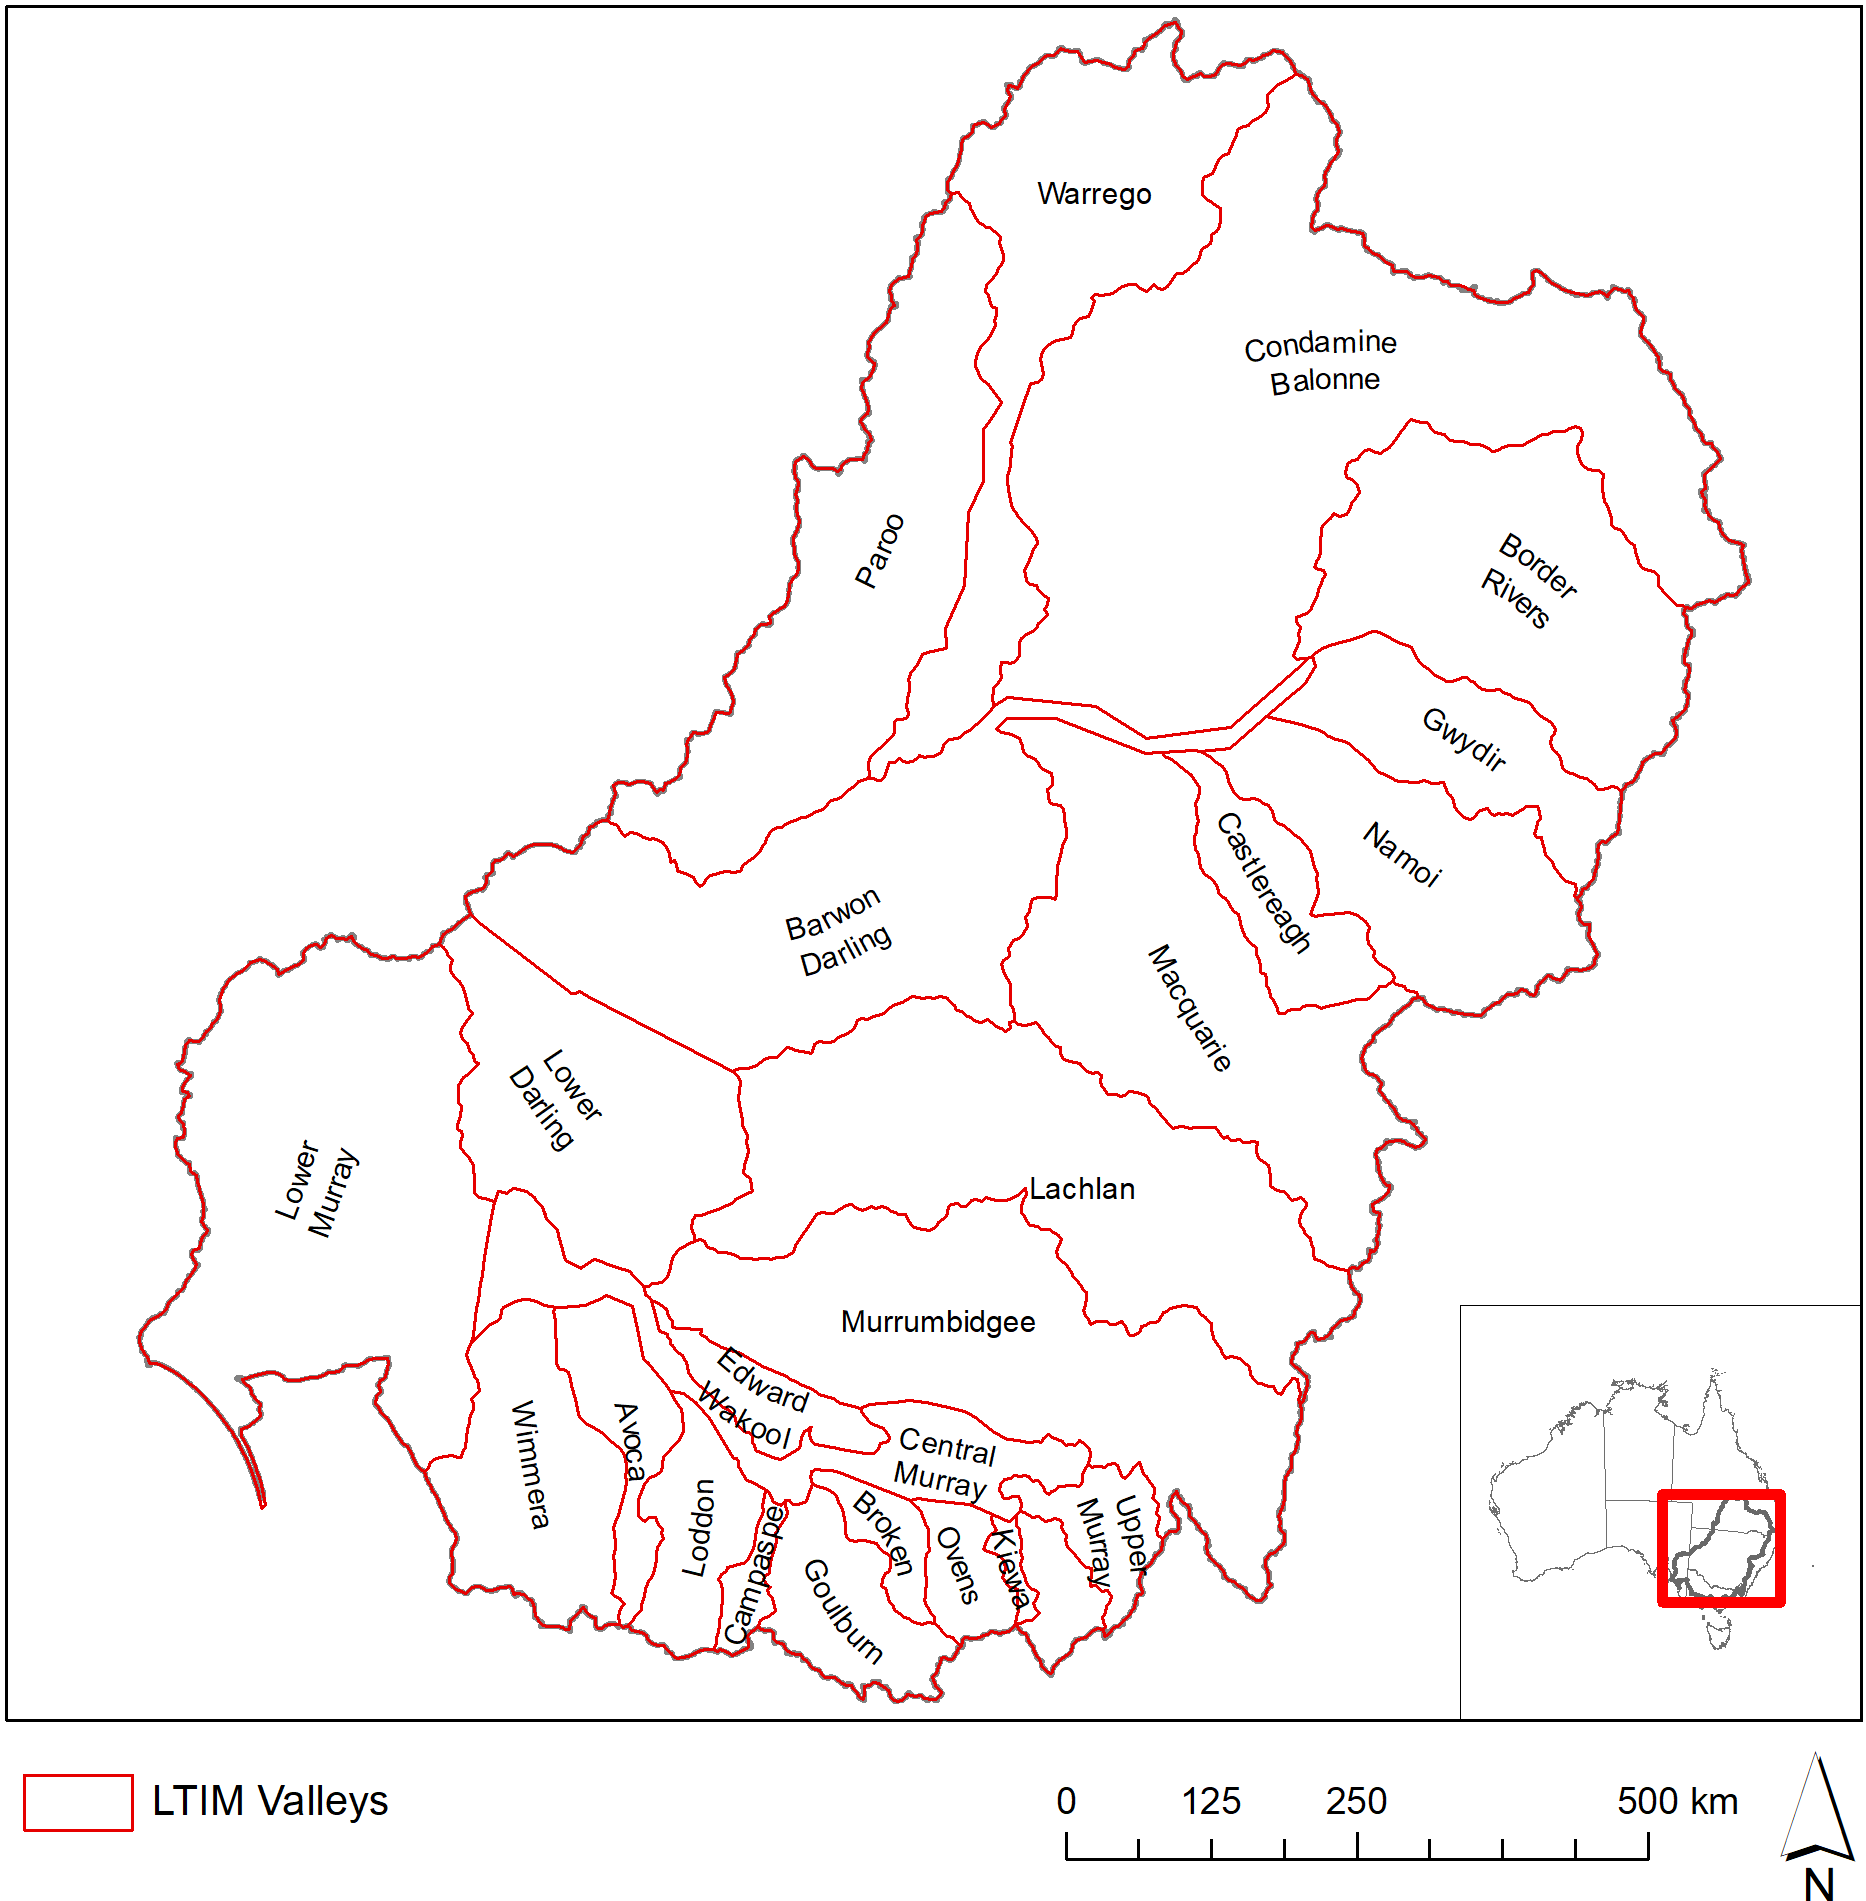 Warrego
Condamine
Balonne
Paroo
Border
Rivers
Gwydir
Namoi
Castlereagh
Barwon
Darling
Macquarie
Lower
Darling
Lower
Murray
Lachlan
Murrumbidgee
Edward
Wakool
Central
Murray
Upper
Murray
Wimmera
Avoca
Loddon
Campaspe
Goulburn
Broken
Ovens
Kiewa
LTIM Valleys
0 125 250 500 km
N